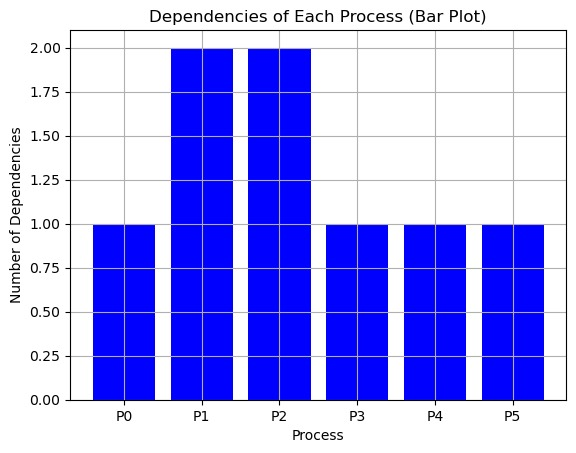 Dependencies of Each Process (Bar Plot)
Number of Dependencies
2.00
1.75
1.50
1.25
1.00
0.75
0.50
0.25
0.00
P0 P1 P2 P3 P4 P5
Process